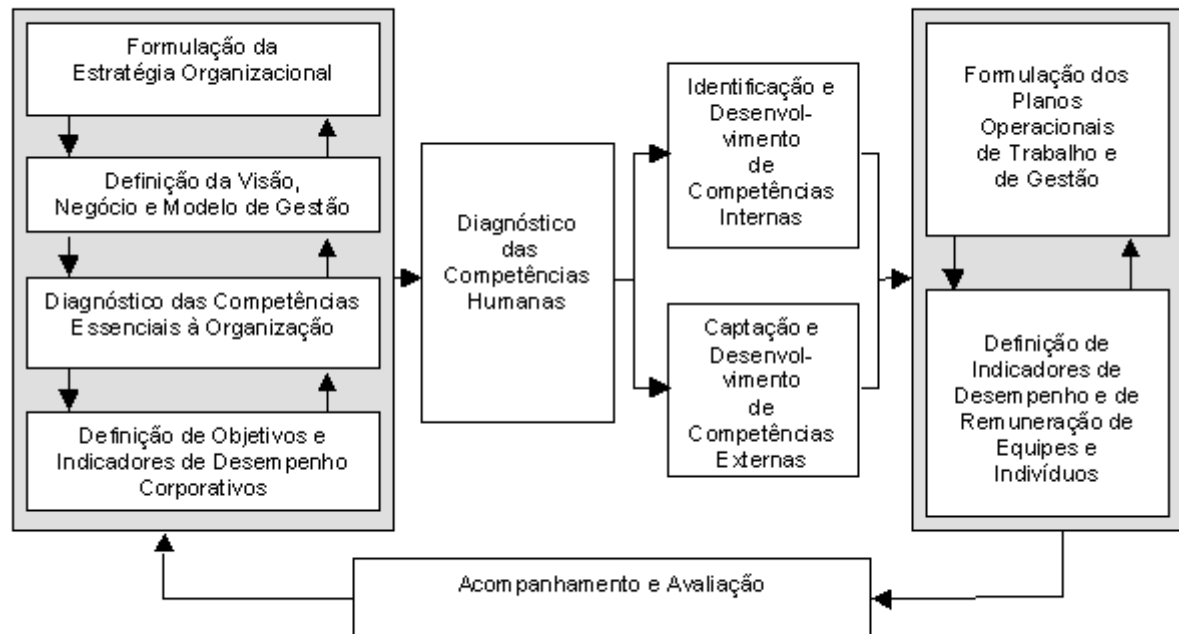 Formulação da
Estratégia Organizacional
Definição da Visão,
Negócio e Modelo de Gestão
Diagnóstico das Competências
Essenciais à Organização
Definição de Objetivos e
Indicadores de Desempenho
Corporativos
Diagnóstico
das
Competências
Humanas
Identificação e
Desenvol-
vimento
de
Competências
Internas
Captação e
Desenvol-
vimento
de
Competências
Externas
Formulação dos
Planos
Operacionais
de Trabalho e
de Gestão
Definição de
Indicadores de
Desempenho e de
Remuneração de
Equipes e
Indivíduos
Acompanhamento e Avaliação